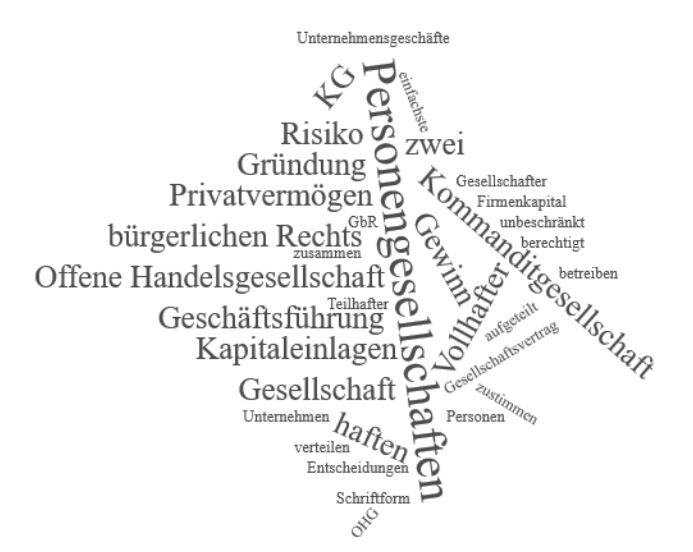 Unternehmensgeschäfte
KG
Personengesellschaften
einfachste
Risiko
zwei
Gründung
Kommanditgesellschaft
Gesellschafter
Privatvermögen
Firmenkapital
GbR
Gewinn
unbeschränkt
bürgerlichen Rechts
berechtigt
zusammen
Offene Handelsgesellschaft
Vollhafter
betreiben
Teilhafter
Geschäftsführung
aufgeteilt
Kapitaleinlagen
Gesellschaftsvertrag
Gesellschaft
zustimmen
Unternehmen
haften
Personen
verteilen
Entscheidungen
Schriftform
OHG